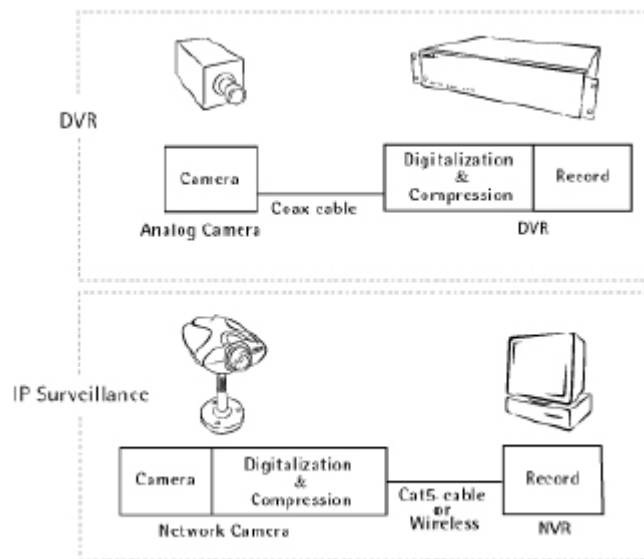 DVR
Camera
Coax cable
Analog Camera
Digitalization
&
Compression
Record
DVR
IP Surveillance
Camera
Digitalization
&
Compression
Network Camera
Cat5 cable
or
Wireless
Record
NVR